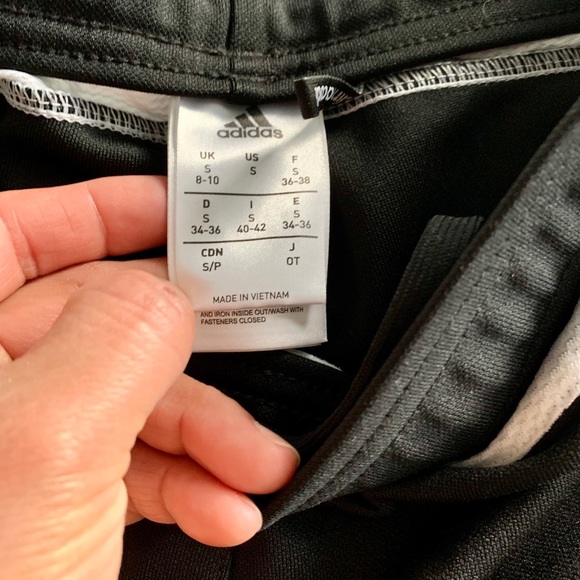 adidas
UK US F
S S S
8-10 36-38
D I E
S S S
34-36 40-42 34-36
CDN J
S/P OT
MADE IN VIETNAM
AND IRON INSIDE OUT/WASH WITH
FASTENERS CLOSED